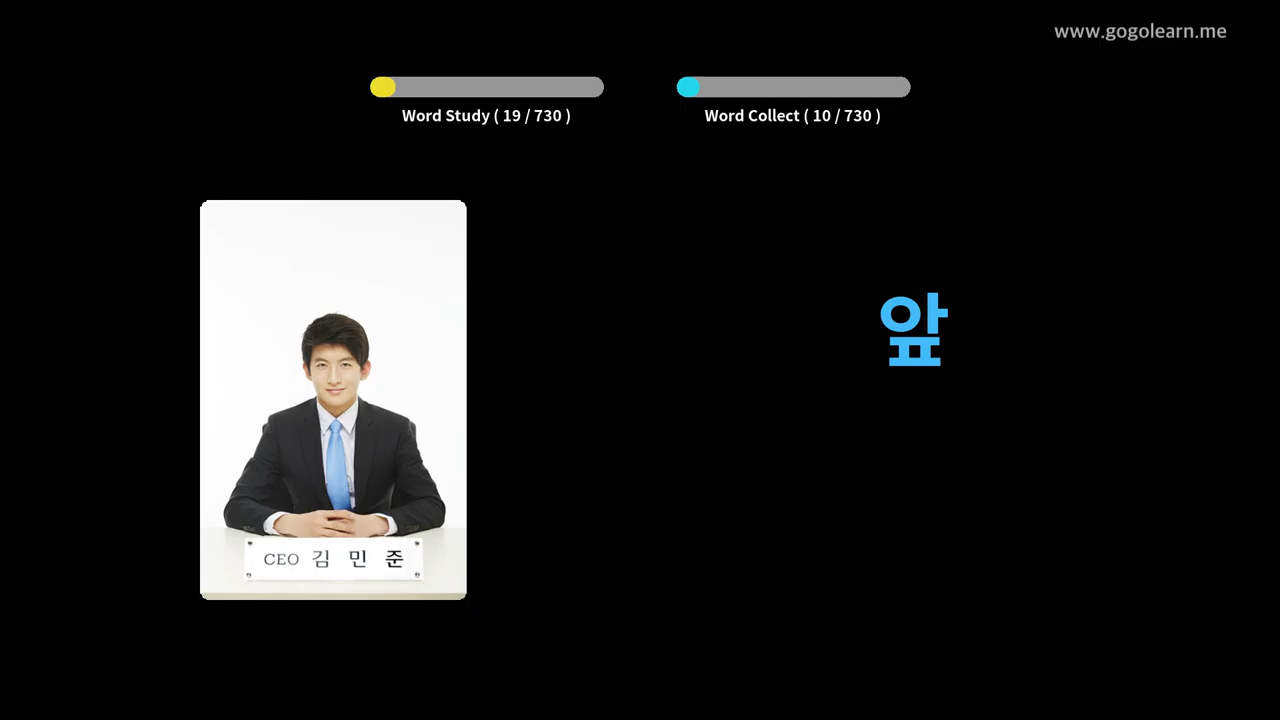 www.gogolearn.me
Word Study ( 19 / 730 )
Word Collect ( 10 / 730 )
앞
CEO 김 민 준